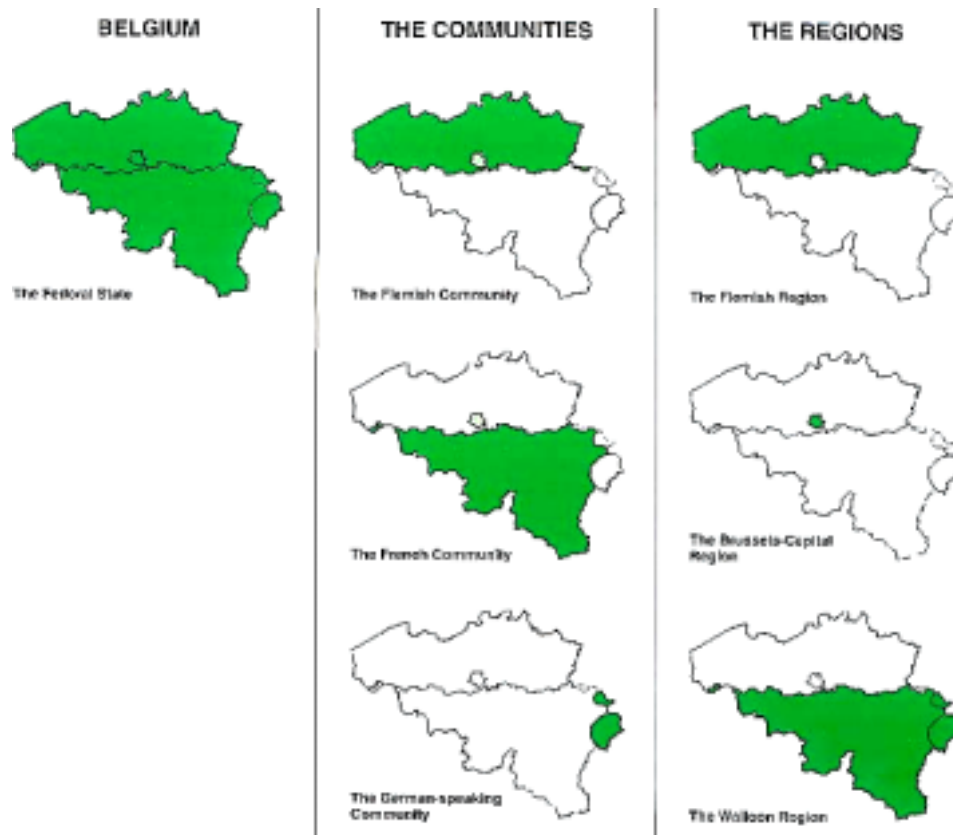 BELGIUM
THE COMMUNITIES
THE REGIONS
The Federal State
The Flemish Community
The Flemish Region
The French Community
The Brussels-Capital
Region
The German-speaking
Community
The Walloon Region